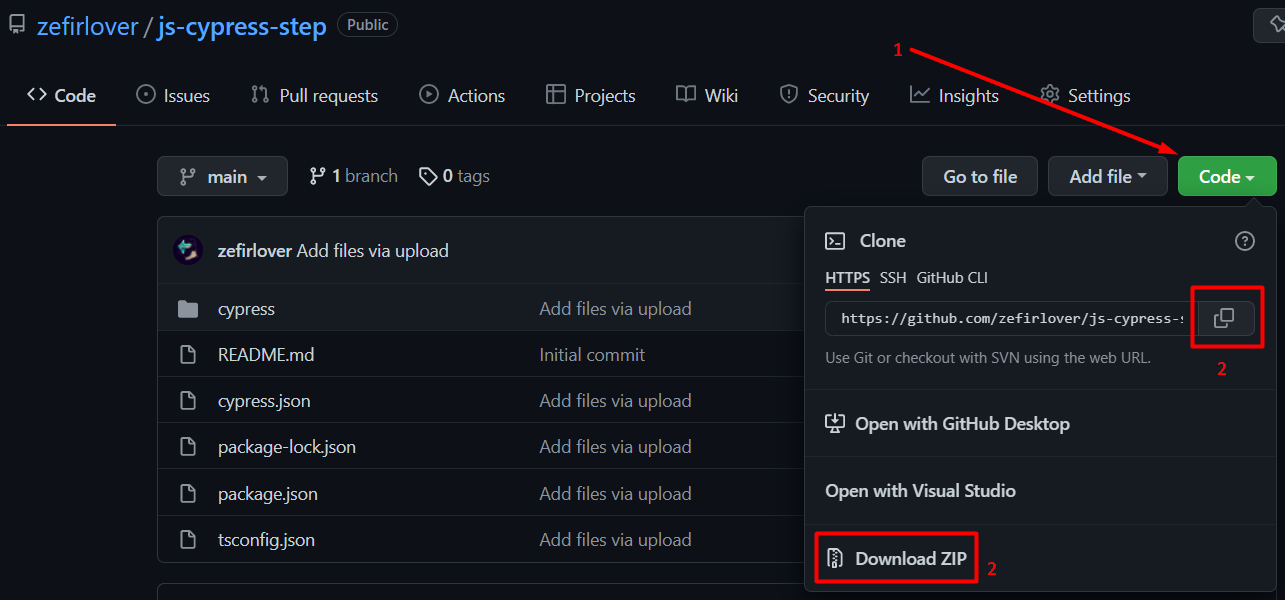 zefirlover / js-cypress-step Public
1
Code Issues Pull requests Actions Projects Wiki Security Insights Settings
main 1 branch 0 tags Go to file Add file Code
zefirlover Add files via upload
cypress Add files via upload
README.md Initial commit
cypress.json Add files via upload
package-lock.json Add files via upload
package.json Add files via upload
tsconfig.json Add files via upload
Clone
HTTPS SSH GitHub CLI
https://github.com/zefirlover/js-cypress-s
Use Git or checkout with SVN using the web URL.
2
Open with GitHub Desktop
Open with Visual Studio
Download ZIP 2